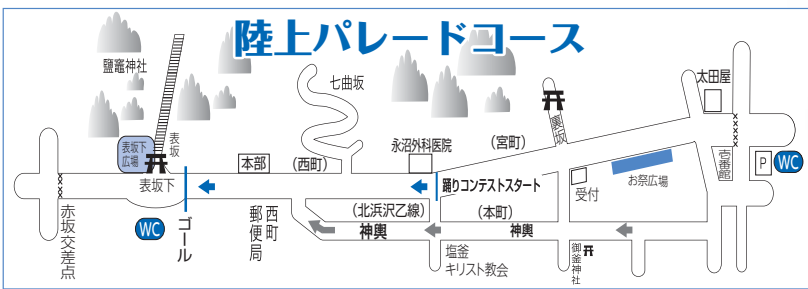 陸上パレードコース
鹽竈神社
表坂
表坂下
広場
表坂下
赤坂交差点
WC
ゴール
本部
(西町)
七曲坂
西町
郵便局
永沼外科医院
(宮町)
裏坂
踊りコンテストスタート
受付
お祭広場
太田屋
壱番館
P
WC
(北浜沢乙線)
(本町)
神輿
神輿
塩釜
キリスト教会
御釜神社